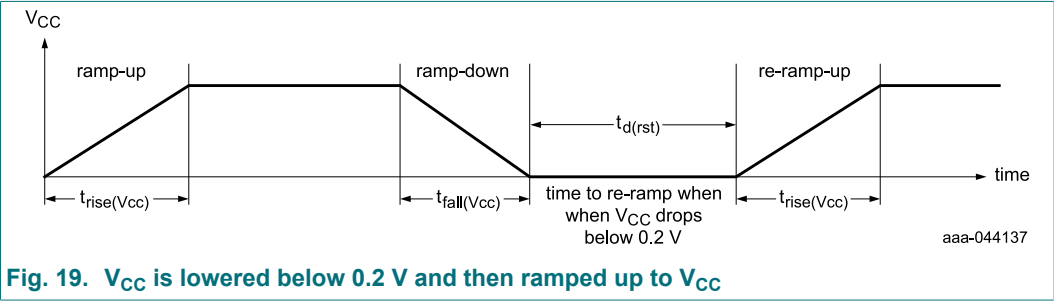 VCC
ramp-up
ramp-down
re-ramp-up
td(rst)
time
trise(Vcc)
tfall(Vcc)
time to re-ramp when
when VCC drops
below 0.2 V
trise(Vcc)
aaa-044137
Fig. 19. VCC is lowered below 0.2 V and then ramped up to VCC